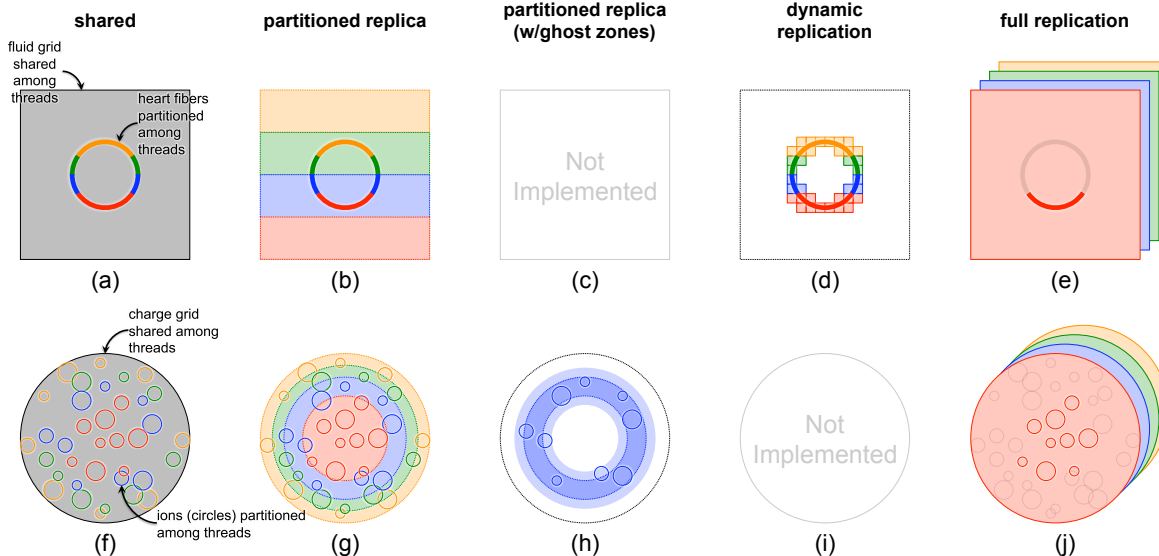 shared
partitioned replica
partitioned replica
(w/ghost zones)
dynamic
replication
full replication
fluid grid
shared
among
threads
heart fibers
partitioned
among
threads
Not
Implemented
(a)
(b)
(c)
(d)
(e)
charge grid
shared among
threads
Not
Implemented
ions (circles) partitioned
among threads
(f)
(g)
(h)
(i)
(j)